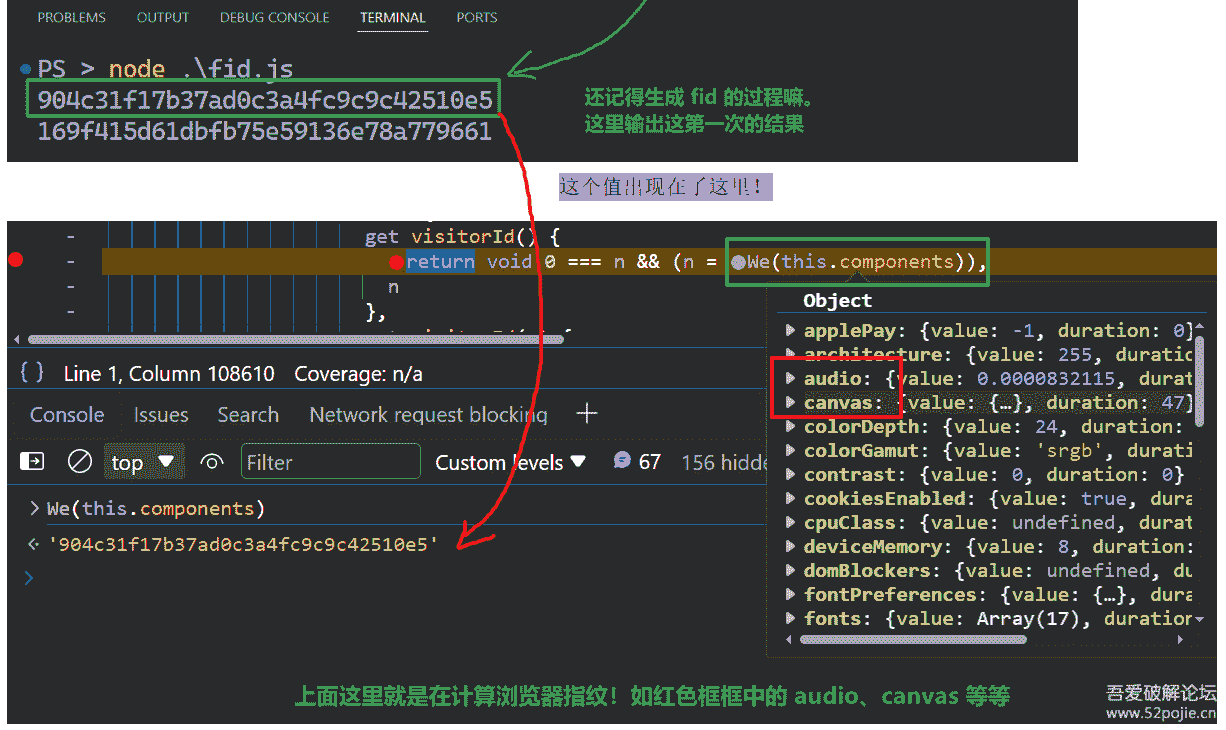 PROBLEMS OUTPUT DEBUG CONSOLE TERMINAL PORTS
PS > node .\fid.js
904c31f17b37ad0c3a4fc9c9c42510e5
169f415d61dbfb75e59136e78a779661
还记得生成 fid 的过程嘛。
这里输出这第一次的结果
这个值出现在了这里！
get visitorId() {
return void 0 === n && (n = We(this.components)),
n
},
Object
applePay: {value: -1, duration: 0}
architecture: {value: 255, duratio
audio: {value: 0.0000832115, durat
canvas: {value: {…}, duration: 47}
colorDepth: {value: 24, duration:
colorGamut: {value: 'srgb', durati
contrast: {value: 0, duration: 0}
cookiesEnabled: {value: true, dura
cpuClass: {value: undefined, durat
deviceMemory: {value: 8, duration:
domBlockers: {value: undefined, du
fontPreferences: {value: {…}, dura
fonts: {value: Array(17), duration
{ } Line 1, Column 108610 Coverage: n/a
Console Issues Search Network request blocking +
top Filter Custom levels 67 156 hidde
> We(this.components)
'904c31f17b37ad0c3a4fc9c9c42510e5'
>
上面这里就是在计算浏览器指纹！如红色框框中的 audio、canvas 等等
吾爱破解论坛
www.52pojie.cn